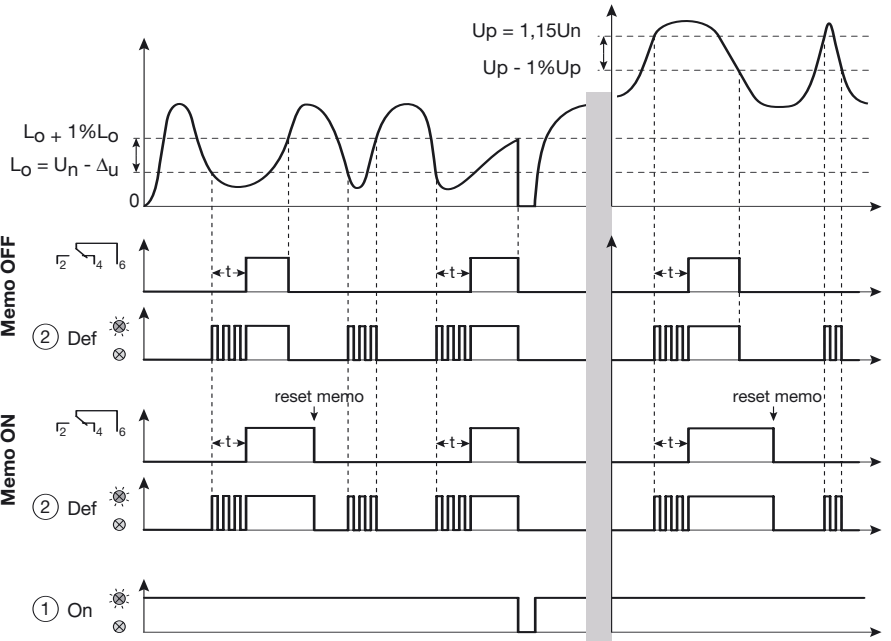 Up = 1,15Un
Up - 1%Up
Lo + 1%Lo
Lo = Un - Δu
0
Memo OFF
2 4 6
t t t
2 Def
Memo ON
reset memo reset memo
2 4 6
t t t
2 Def
1 On